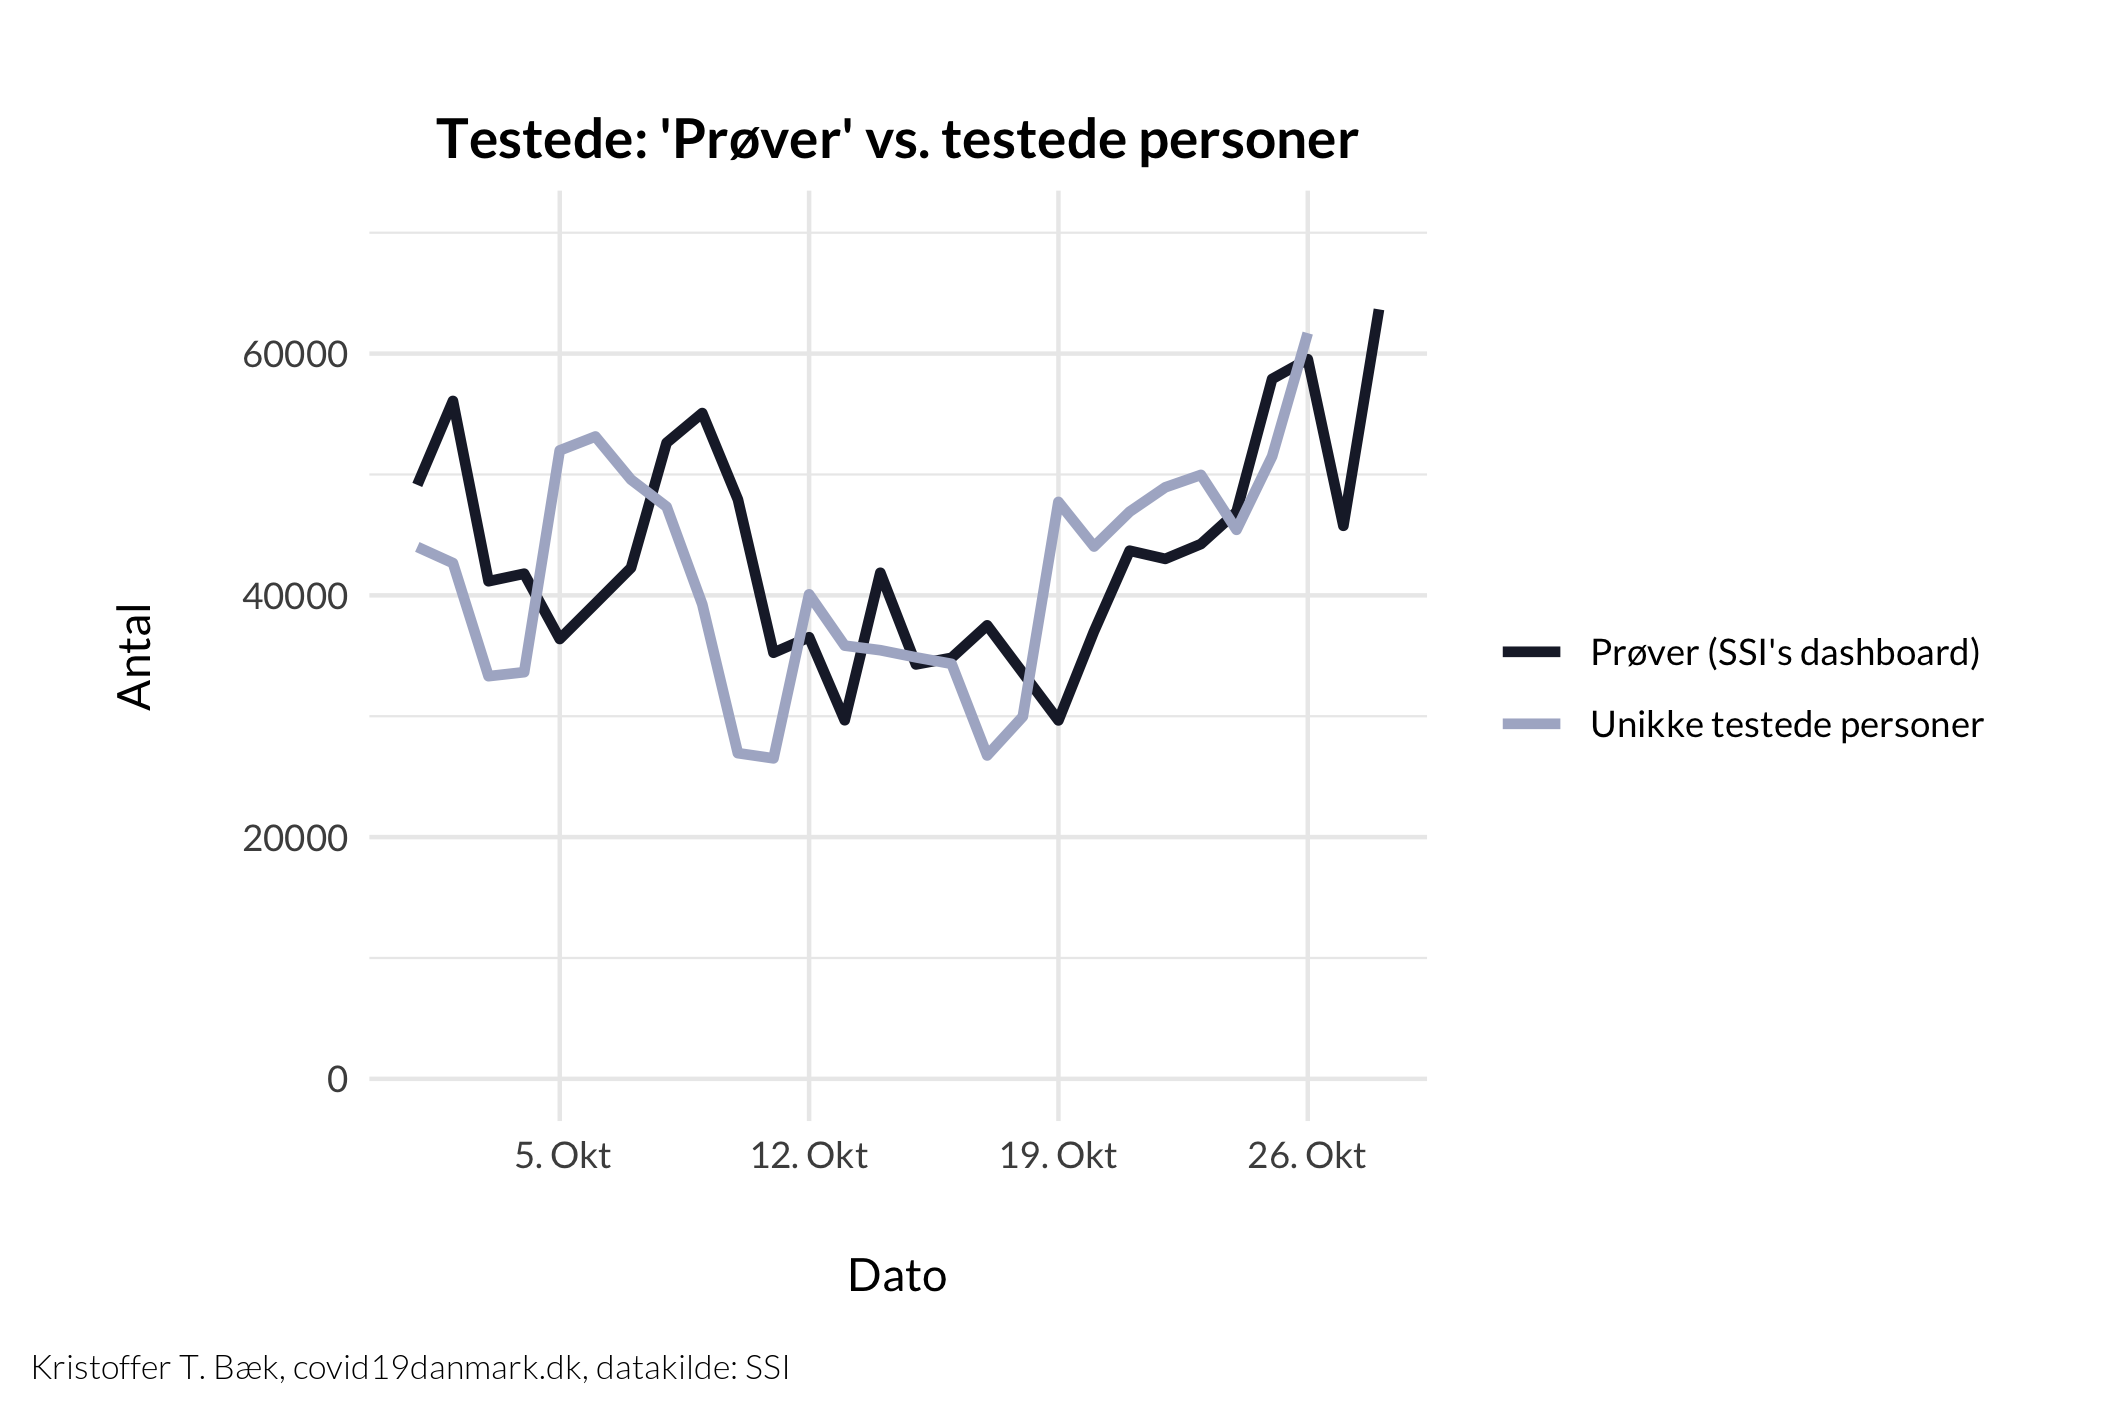 Testede: 'Prøver' vs. testede personer
60000
40000
20000
0
Antal
5. Okt
12. Okt
19. Okt
26. Okt
Dato
Prøver (SSI's dashboard)
Unikke testede personer
Kristoffer T. Bæk, covid19danmark.dk, datakilde: SSI